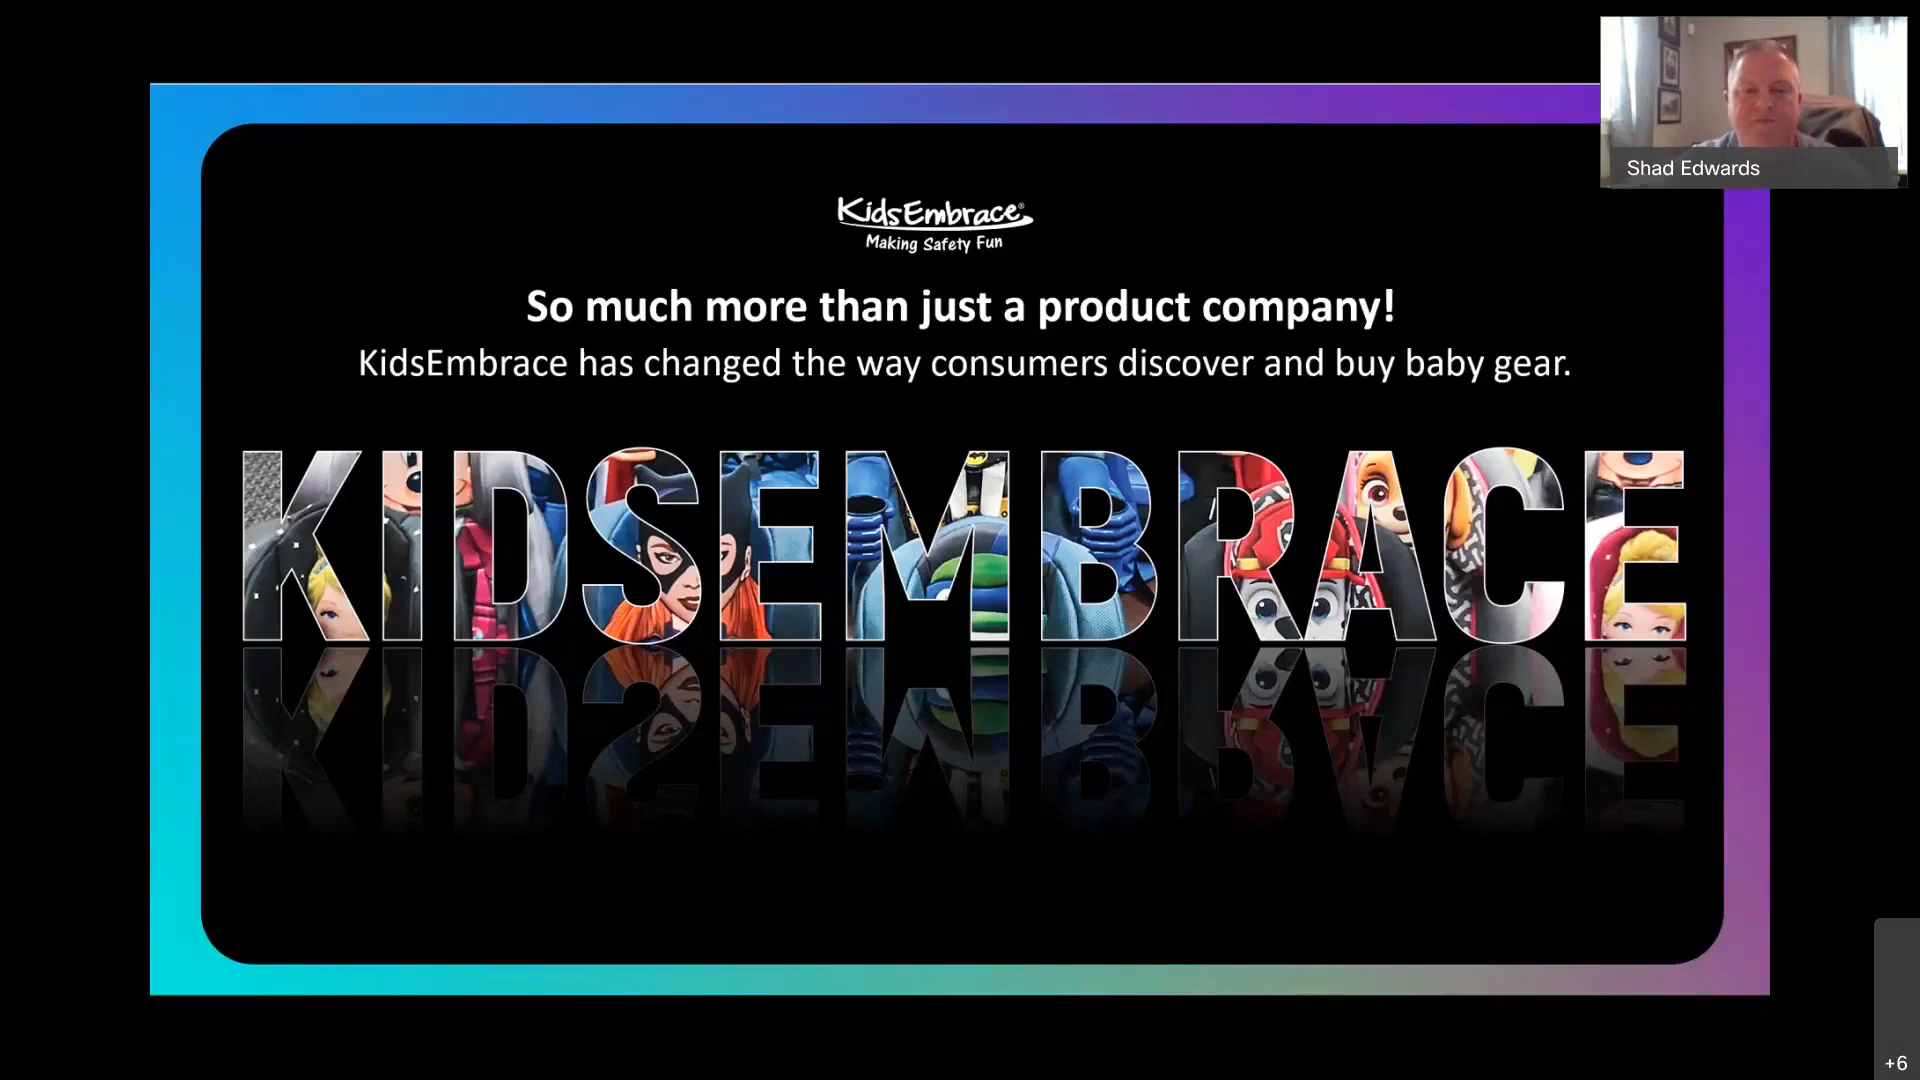 KidsEmbrace®
Making Safety Fun
So much more than just a product company!
KidsEmbrace has changed the way consumers discover and buy baby gear.
KIDSEMBRACE
Shad Edwards
+6